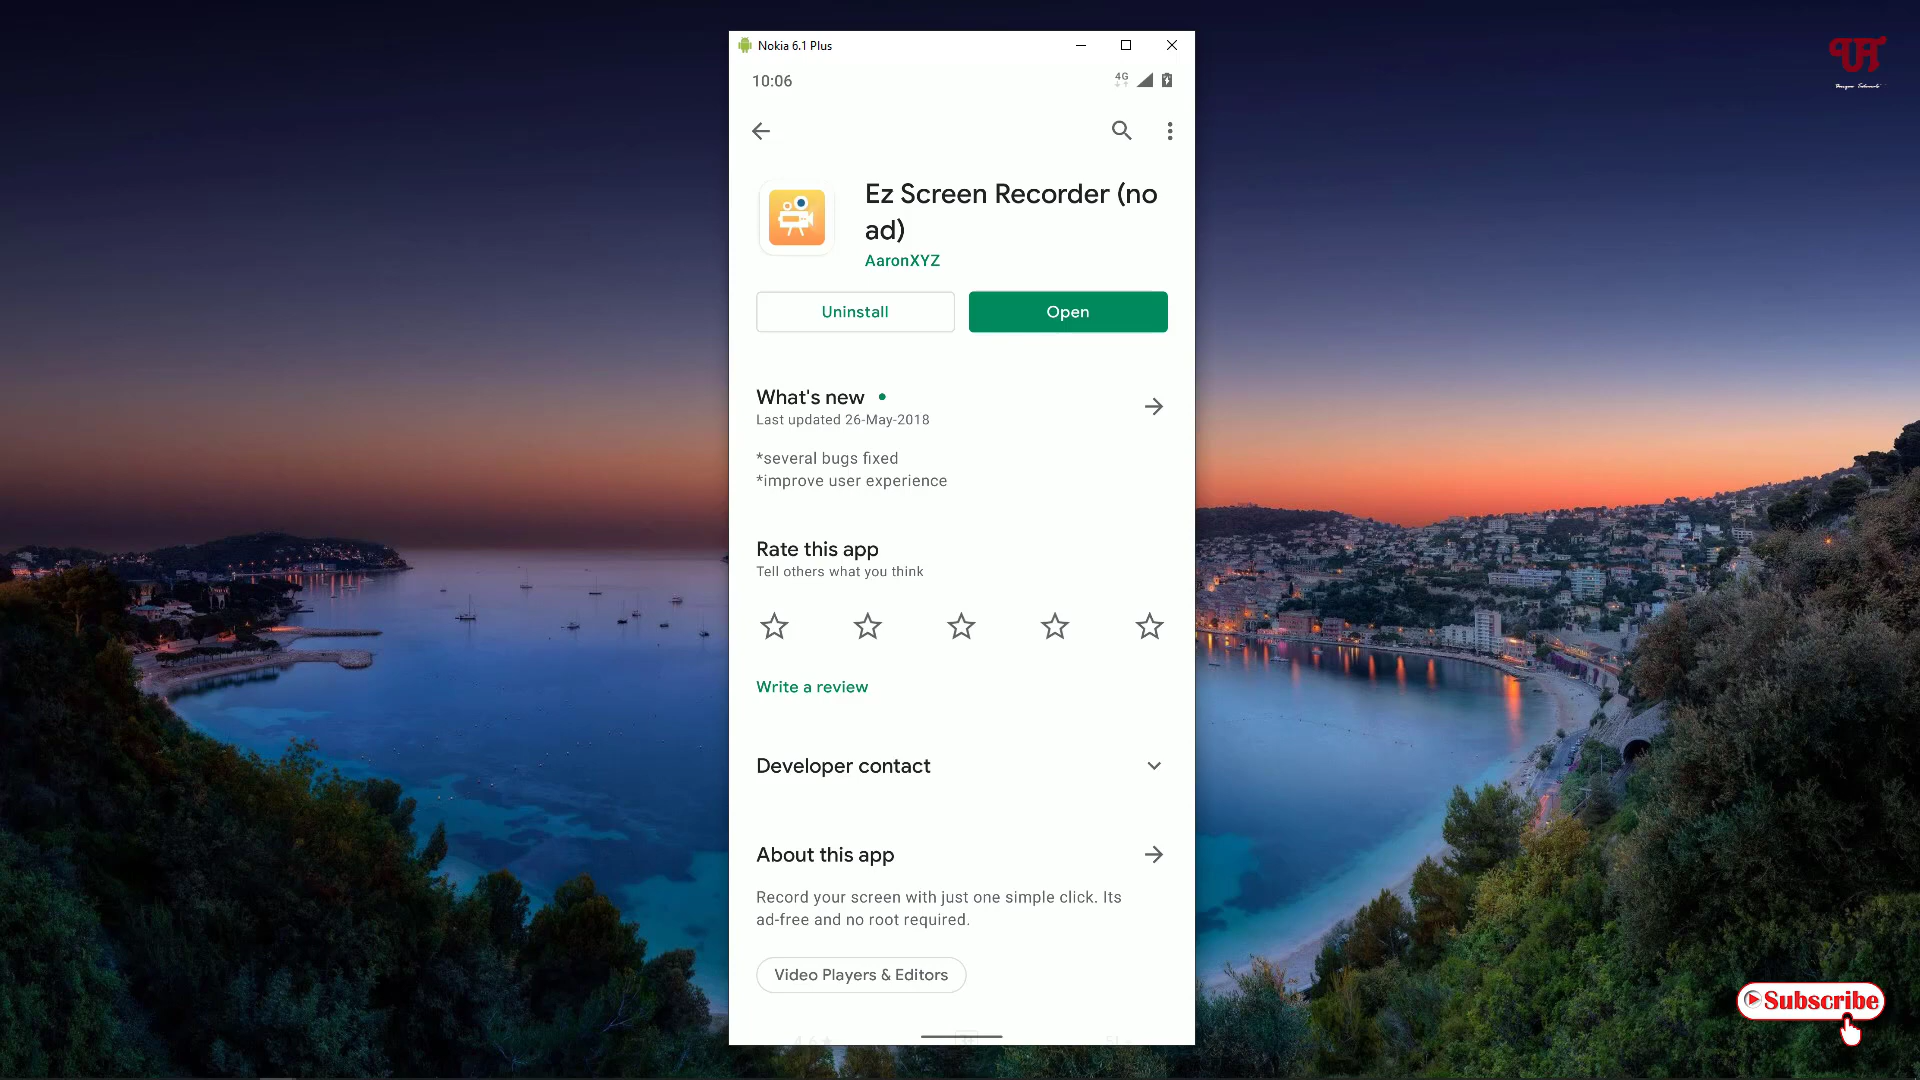 Nokia 6.1 Plus
10:06
4G
Ez Screen Recorder (no
ad)
AaronXYZ
Uninstall
Open
What's new
Last updated 26-May-2018
*several bugs fixed
*improve user experience
Rate this app
Tell others what you think
Write a review
Developer contact
About this app
Record your screen with just one simple click. Its
ad-free and no root required.
Video Players & Editors
Subscribe